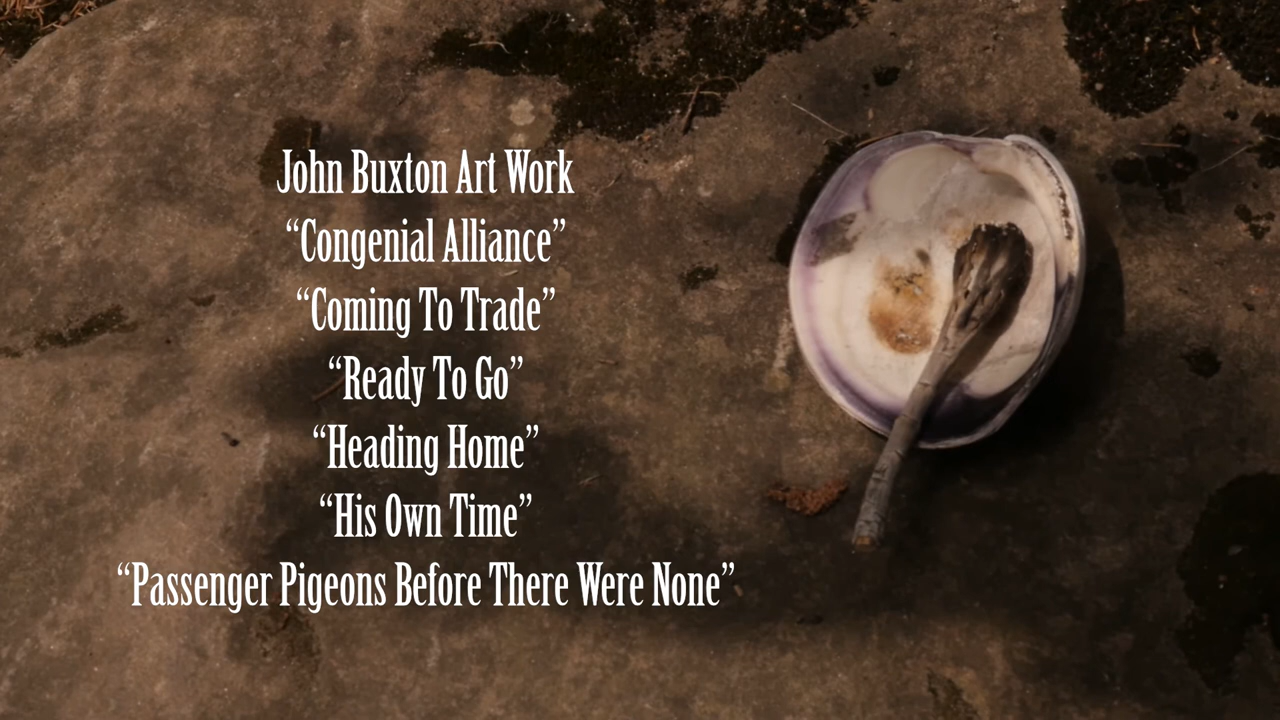 John Buxton Art Work
“Congenial Alliance”
“Coming To Trade”
“Ready To Go”
“Heading Home”
“His Own Time”
“Passenger Pigeons Before There Were None”